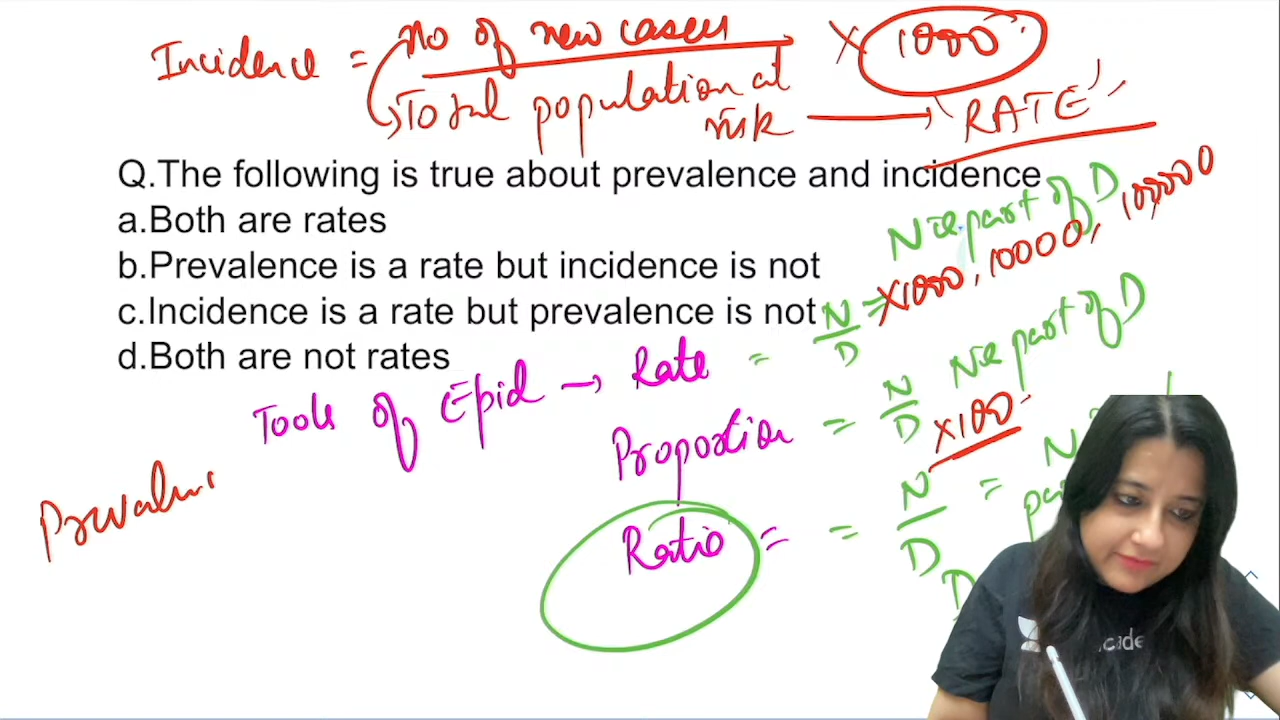 Incidence = No of new cases × 1000
Total population at risk → 'RATE'
Q.The following is true about prevalence and incidence
a.Both are rates
b.Prevalence is a rate but incidence is not
c.Incidence is a rate but prevalence is not
d.Both are not rates
Tools of Epid → Rate = N/D = N is part of D
×1000, 10000, 100000
Proportion = N/D N is part of D
×100
Ratio = = N/D = N
D
Prevalen
cade